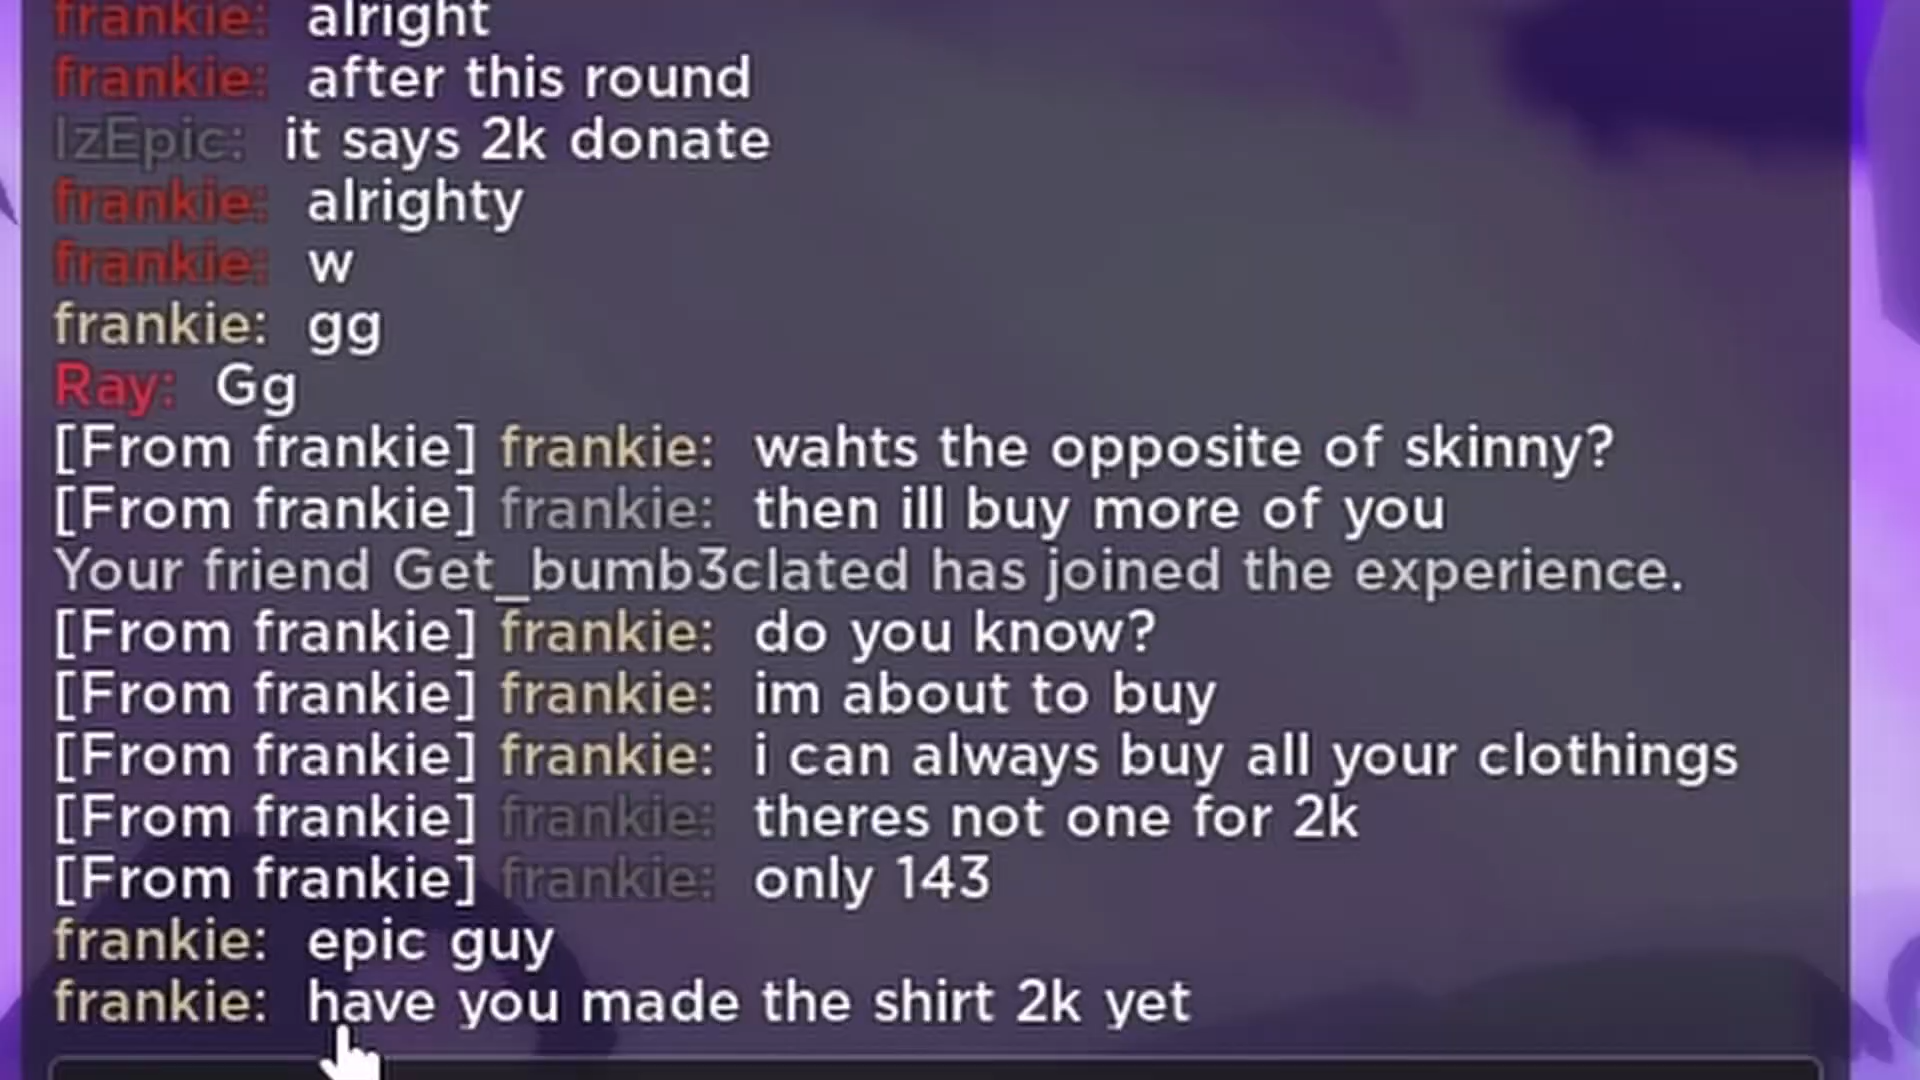 frankie: alright
frankie: after this round
IzEpic: it says 2k donate
frankie: alrighty
frankie: w
frankie: gg
Ray: Gg
[From frankie] frankie: wahts the opposite of skinny?
[From frankie] frankie: then ill buy more of you
Your friend Get_bumb3clated has joined the experience.
[From frankie] frankie: do you know?
[From frankie] frankie: im about to buy
[From frankie] frankie: i can always buy all your clothings
[From frankie] frankie: theres not one for 2k
[From frankie] frankie: only 143
frankie: epic guy
frankie: have you made the shirt 2k yet